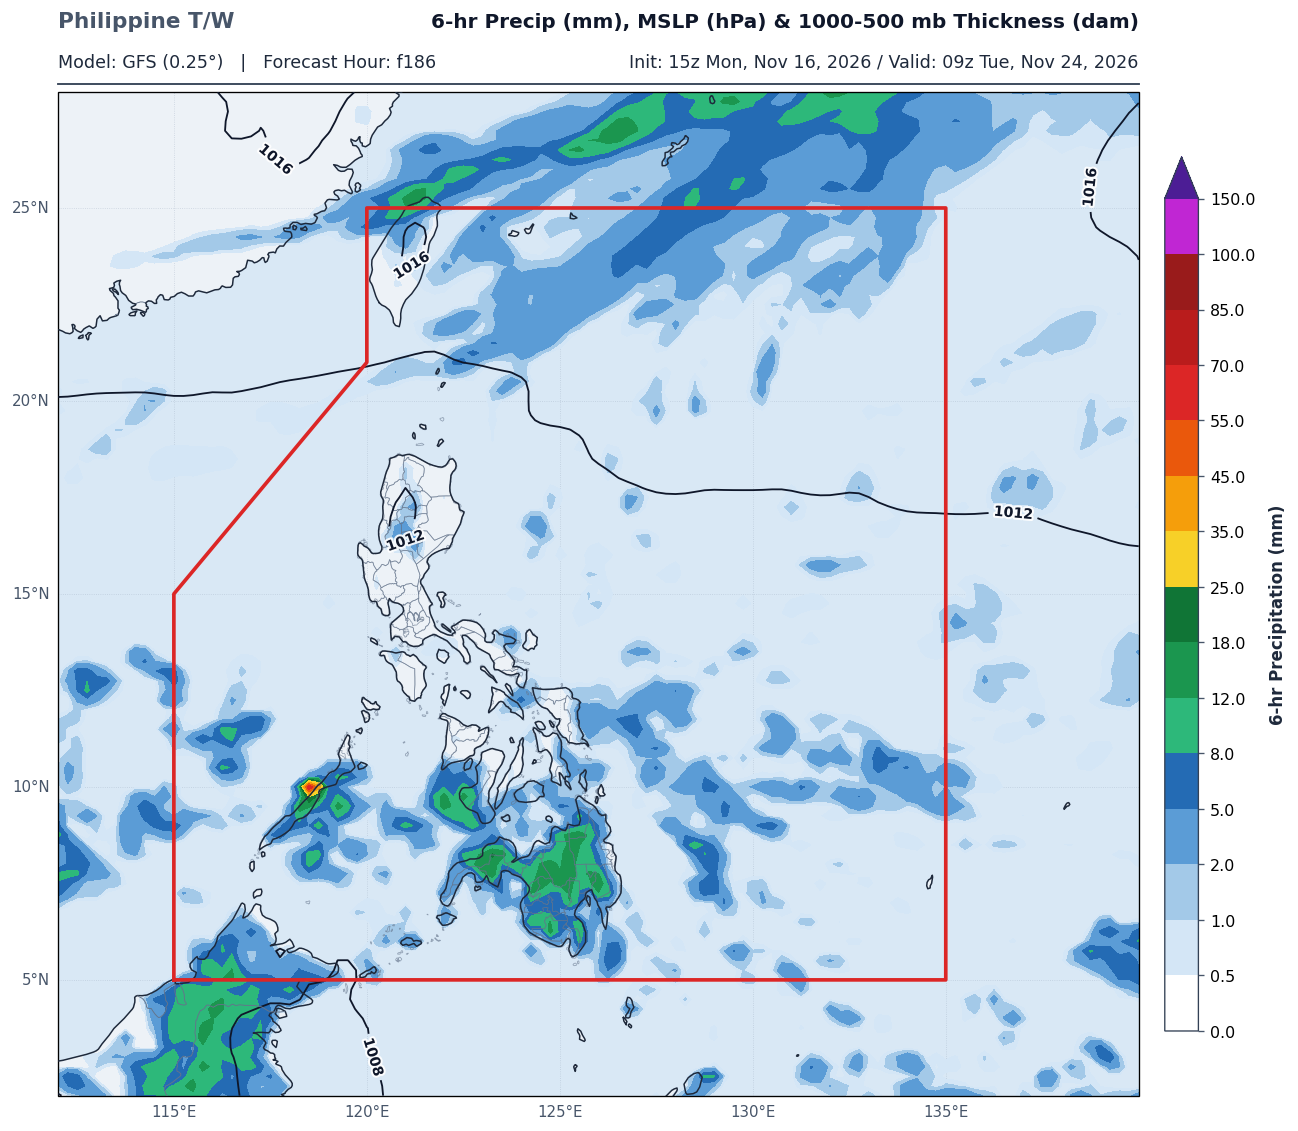 Philippine T/W
6-hr Precip (mm), MSLP (hPa) & 1000-500 mb Thickness (dam)
Model: GFS (0.25°) | Forecast Hour: f186
Init: 15z Mon, Nov 16, 2026 / Valid: 09z Tue, Nov 24, 2026
1016
1016
1016
1012
1012
1008
25°N
20°N
15°N
10°N
5°N
115°E
120°E
125°E
130°E
135°E
150.0
100.0
85.0
70.0
55.0
45.0
35.0
25.0
18.0
12.0
8.0
5.0
2.0
1.0
0.5
0.0
6-hr Precipitation (mm)